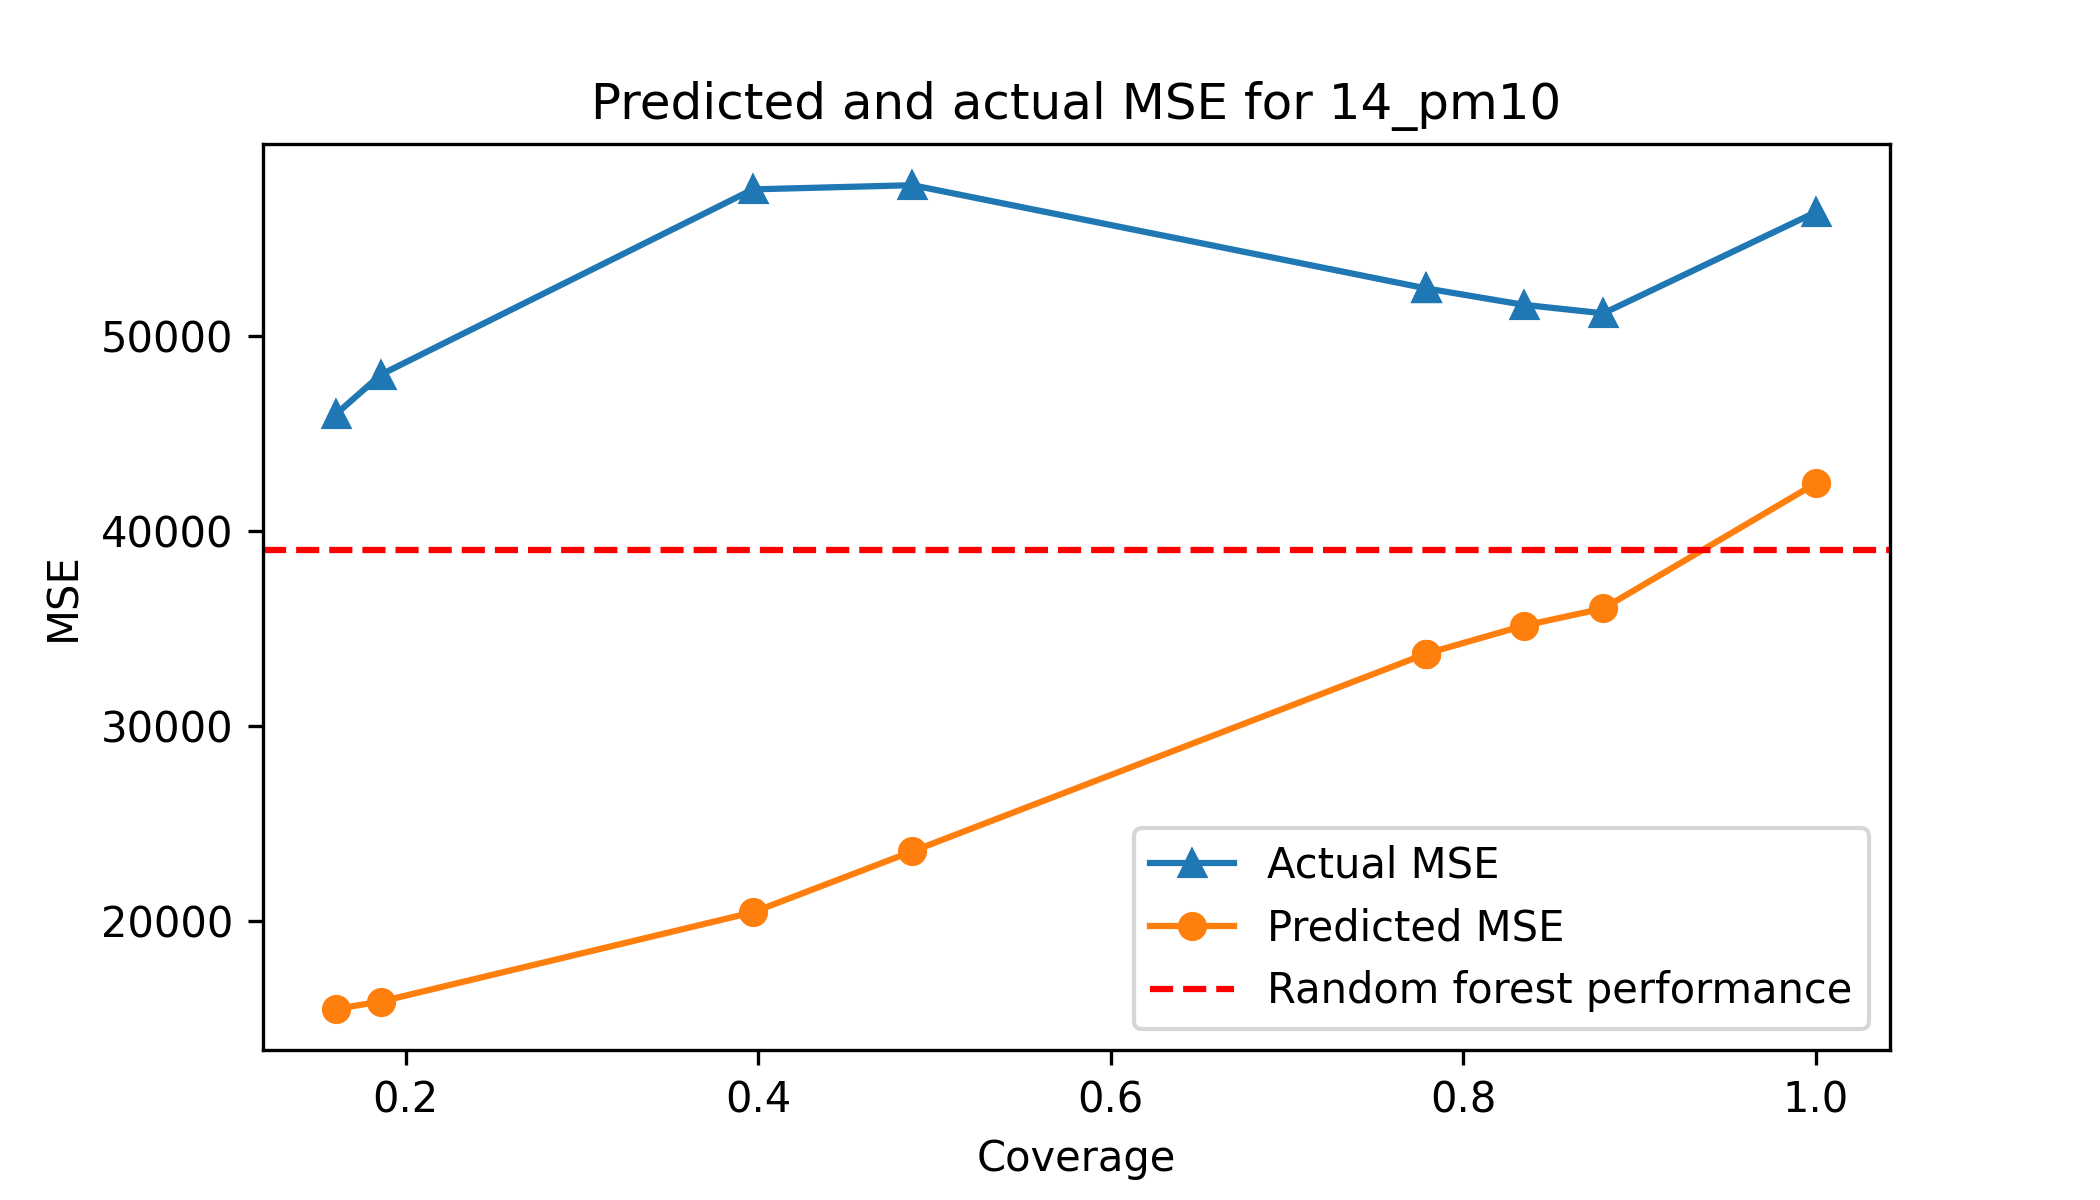 Predicted and actual MSE for 14_pm10
MSE
50000
40000
30000
20000
Actual MSE
Predicted MSE
Random forest performance
0.2 0.4 0.6 0.8 1.0
Coverage